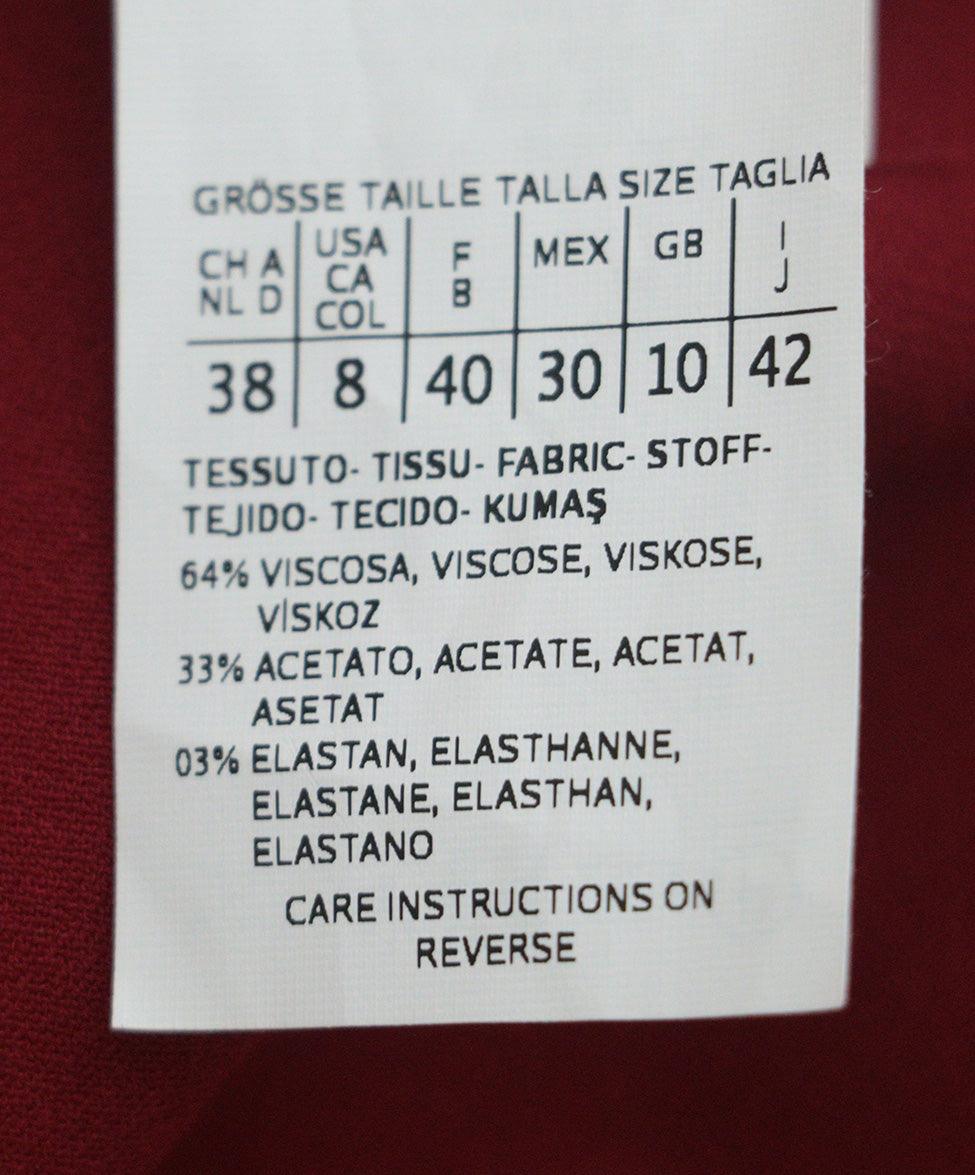 GRÖSSE TAILLE TALLA SIZE TAGLIA
CH A NL D | USA CA COL | F B | MEX | GB | I J
38 | 8 | 40 | 30 | 10 | 42
TESSUTO- TISSU- FABRIC- STOFF-
TEJIDO- TECIDO- KUMAŞ
64% VISCOSA, VISCOSE, VISKOSE,
VİSKOZ
33% ACETATO, ACETATE, ACETAT,
ASETAT
03% ELASTAN, ELASTHANNE,
ELASTANE, ELASTHAN,
ELASTANO
CARE INSTRUCTIONS ON
REVERSE